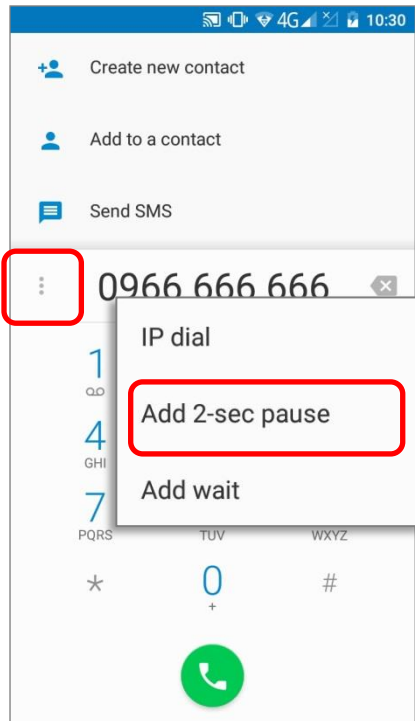 4G 10:30
Create new contact
Add to a contact
Send SMS
0966 666 666
IP dial
1
Add 2-sec pause
4
GHI
Add wait
7
PQRS TUV WXYZ
* 0 #
+